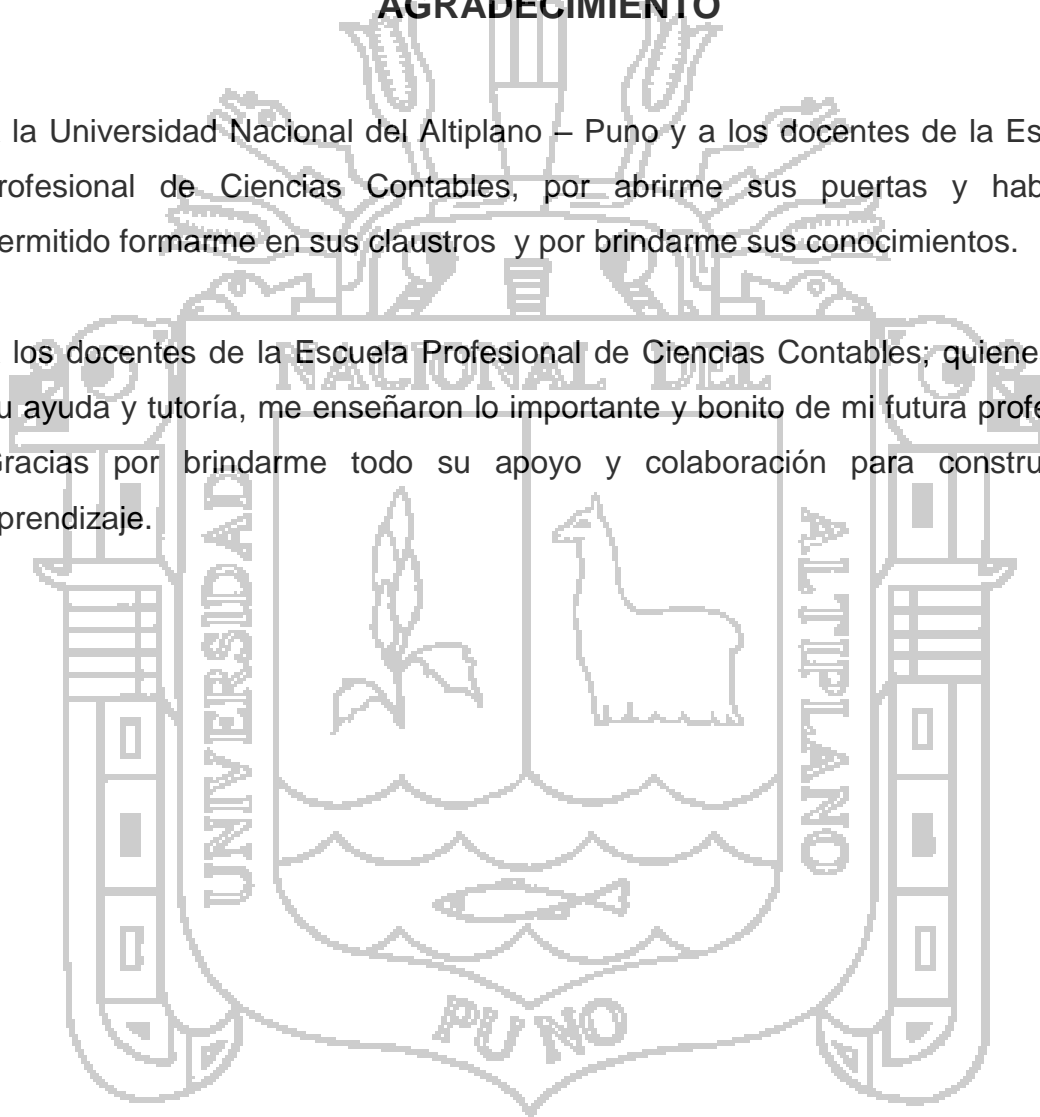 AGRADECIMIENTO
la Universidad Nacional del Altiplano – Puno y a los docentes de la Es
rofesional de Ciencias Contables, por abrirme sus puertas y hab
ermitido formarme en sus claustros y por brindarme sus conocimientos.
los docentes de la Escuela Profesional de Ciencias Contables; quiene
u ayuda y tutoría, me enseñaron lo importante y bonito de mi futura profe
Gracias por brindarme todo su apoyo y colaboración para constru
prendizaje.
UNIVERSIDAD
NACIONAL DEL
ALTIPLANO
PUNO